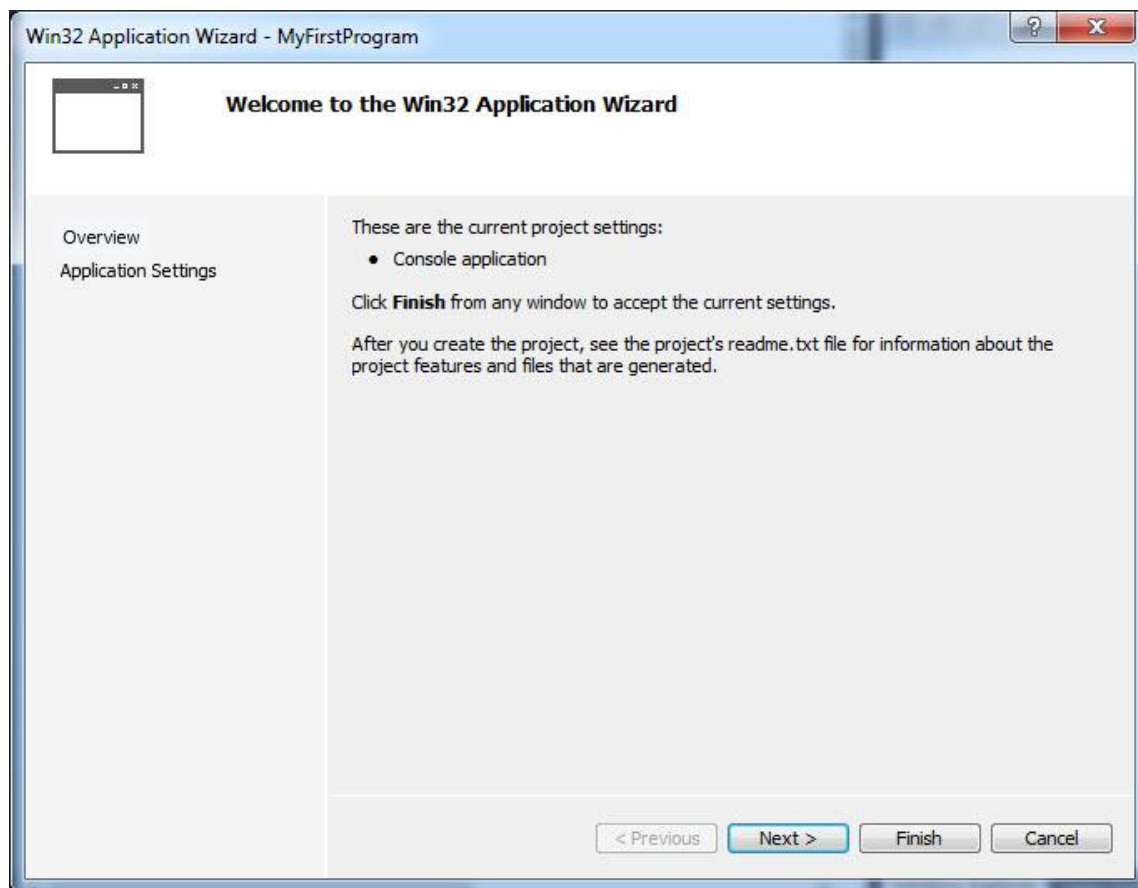 Win32 Application Wizard - MyFirstProgram
Welcome to the Win32 Application Wizard
Overview
Application Settings
These are the current project settings:
• Console application
Click Finish from any window to accept the current settings.
After you create the project, see the project's readme.txt file for information about the
project features and files that are generated.
< Previous
Next >
Finish
Cancel